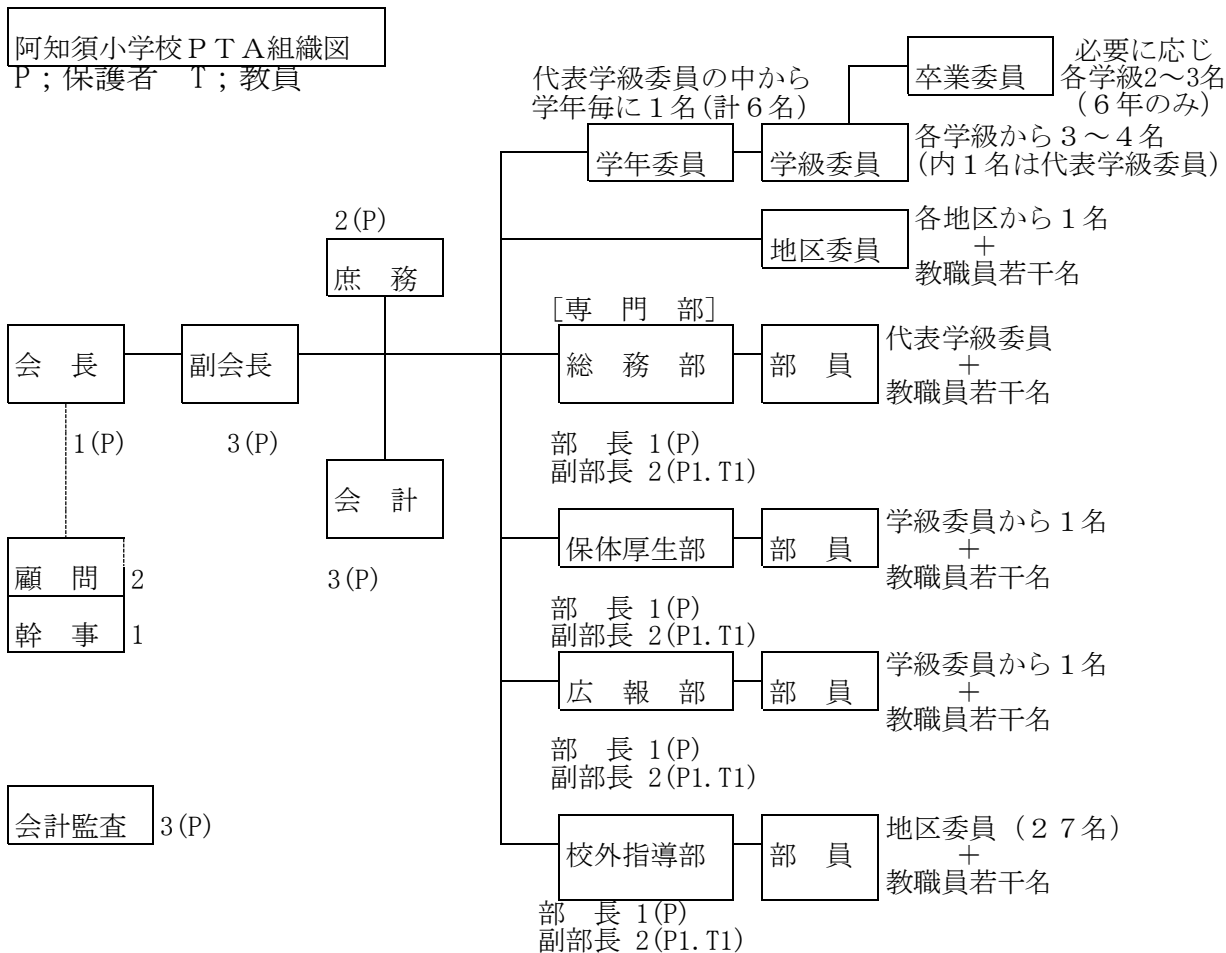 阿知須小学校ＰＴＡ組織図
P；保護者　T；教員
代表学級委員の中から
学年毎に１名(計６名)
卒業委員
必要に応じ
各学級2～3名
(６年のみ)
学年委員
学級委員
各学級から３～４名
(内１名は代表学級委員)
2(P)
庶　務
地区委員
各地区から１名
＋
教職員若干名
[専　門　部]
会　長
副会長
総　務　部
部　員
代表学級委員
＋
教職員若干名
1(P)
3(P)
部　長 1(P)
副部長 2(P1.T1)
会　計
3(P)
保体厚生部
部　員
学級委員から１名
＋
教職員若干名
顧　問
2
幹　事
1
部　長 1(P)
副部長 2(P1.T1)
広　報　部
部　員
学級委員から１名
＋
教職員若干名
部　長 1(P)
副部長 2(P1.T1)
会計監査
3(P)
校外指導部
部　員
地区委員（２７名）
＋
教職員若干名
部　長 1(P)
副部長 2(P1.T1)